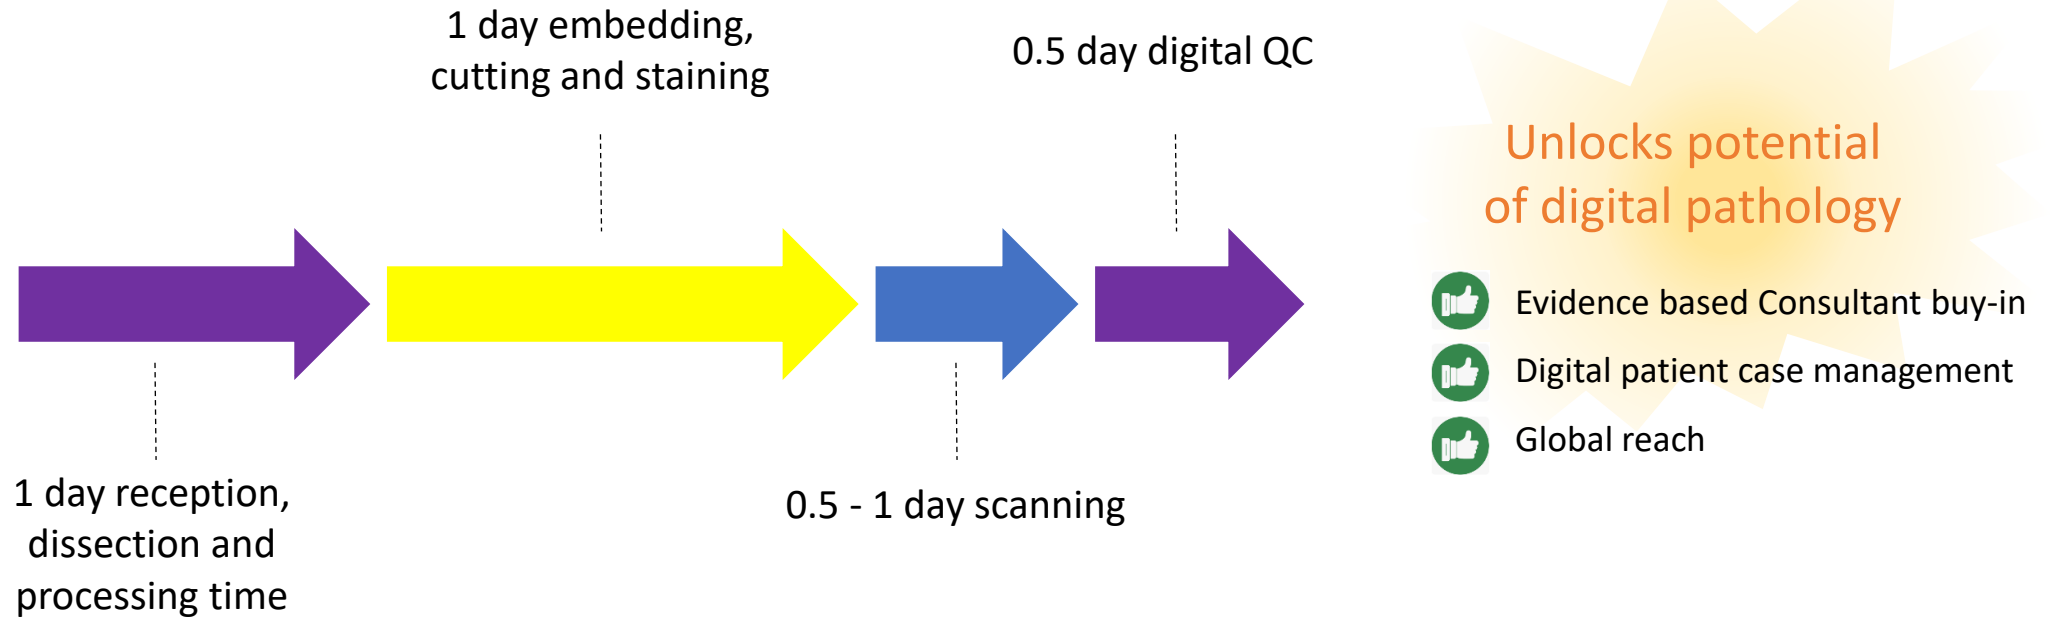 1 day embedding,
cutting and staining
0.5 day digital QC
1 day reception,
dissection and
processing time
0.5 - 1 day scanning
Unlocks potential
of digital pathology
Evidence based Consultant buy-in
Digital patient case management
Global reach